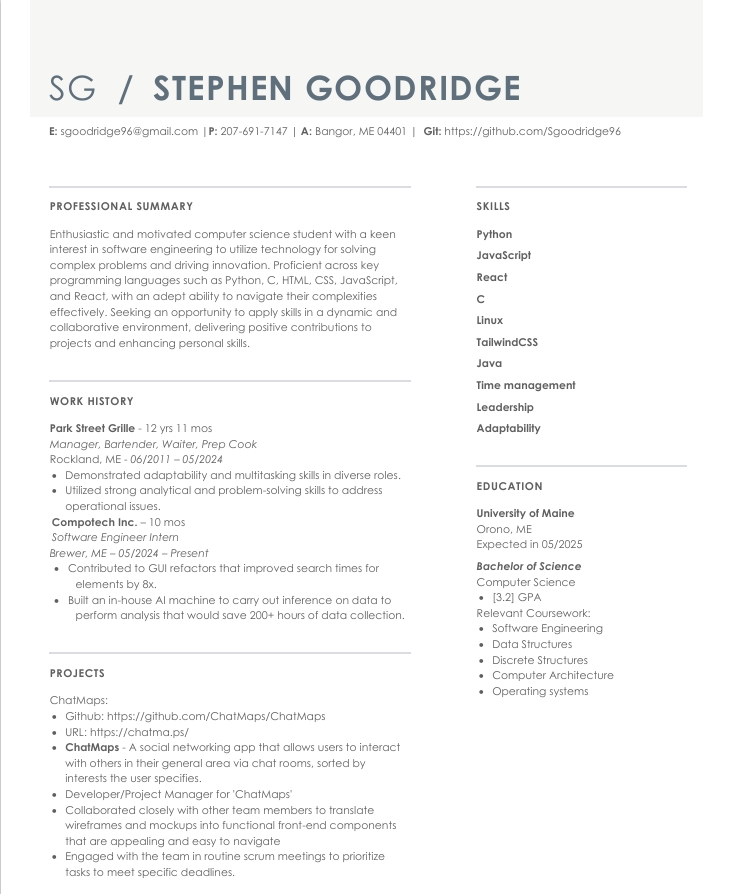 SG / STEPHEN GOODRIDGE
E: sgoodridge96@gmail.com |P: 207-691-7147 | A: Bangor, ME 04401 | Git: https://github.com/Sgoodridge96
PROFESSIONAL SUMMARY
Enthusiastic and motivated computer science student with a keen
interest in software engineering to utilize technology for solving
complex problems and driving innovation. Proficient across key
programming languages such as Python, C, HTML, CSS, JavaScript,
and React, with an adept ability to navigate their complexities
effectively. Seeking an opportunity to apply skills in a dynamic and
collaborative environment, delivering positive contributions to
projects and enhancing personal skills.
WORK HISTORY
Park Street Grille - 12 yrs 11 mos
Manager, Bartender, Waiter, Prep Cook
Rockland, ME - 06/2011 – 05/2024
• Demonstrated adaptability and multitasking skills in diverse roles.
• Utilized strong analytical and problem-solving skills to address
operational issues.
Compotech Inc. – 10 mos
Software Engineer Intern
Brewer, ME – 05/2024 – Present
• Contributed to GUI refactors that improved search times for
elements by 8x.
• Built an in-house AI machine to carry out inference on data to
perform analysis that would save 200+ hours of data collection.
PROJECTS
ChatMaps:
• Github: https://github.com/ChatMaps/ChatMaps
• URL: https://chatma.ps/
• ChatMaps - A social networking app that allows users to interact
with others in their general area via chat rooms, sorted by
interests the user specifies.
• Developer/Project Manager for 'ChatMaps'
• Collaborated closely with other team members to translate
wireframes and mockups into functional front-end components
that are appealing and easy to navigate
• Engaged with the team in routine scrum meetings to prioritize
tasks to meet specific deadlines.
SKILLS
Python
JavaScript
React
C
Linux
TailwindCSS
Java
Time management
Leadership
Adaptability
EDUCATION
University of Maine
Orono, ME
Expected in 05/2025
Bachelor of Science
Computer Science
• [3.2] GPA
Relevant Coursework:
• Software Engineering
• Data Structures
• Discrete Structures
• Computer Architecture
• Operating systems